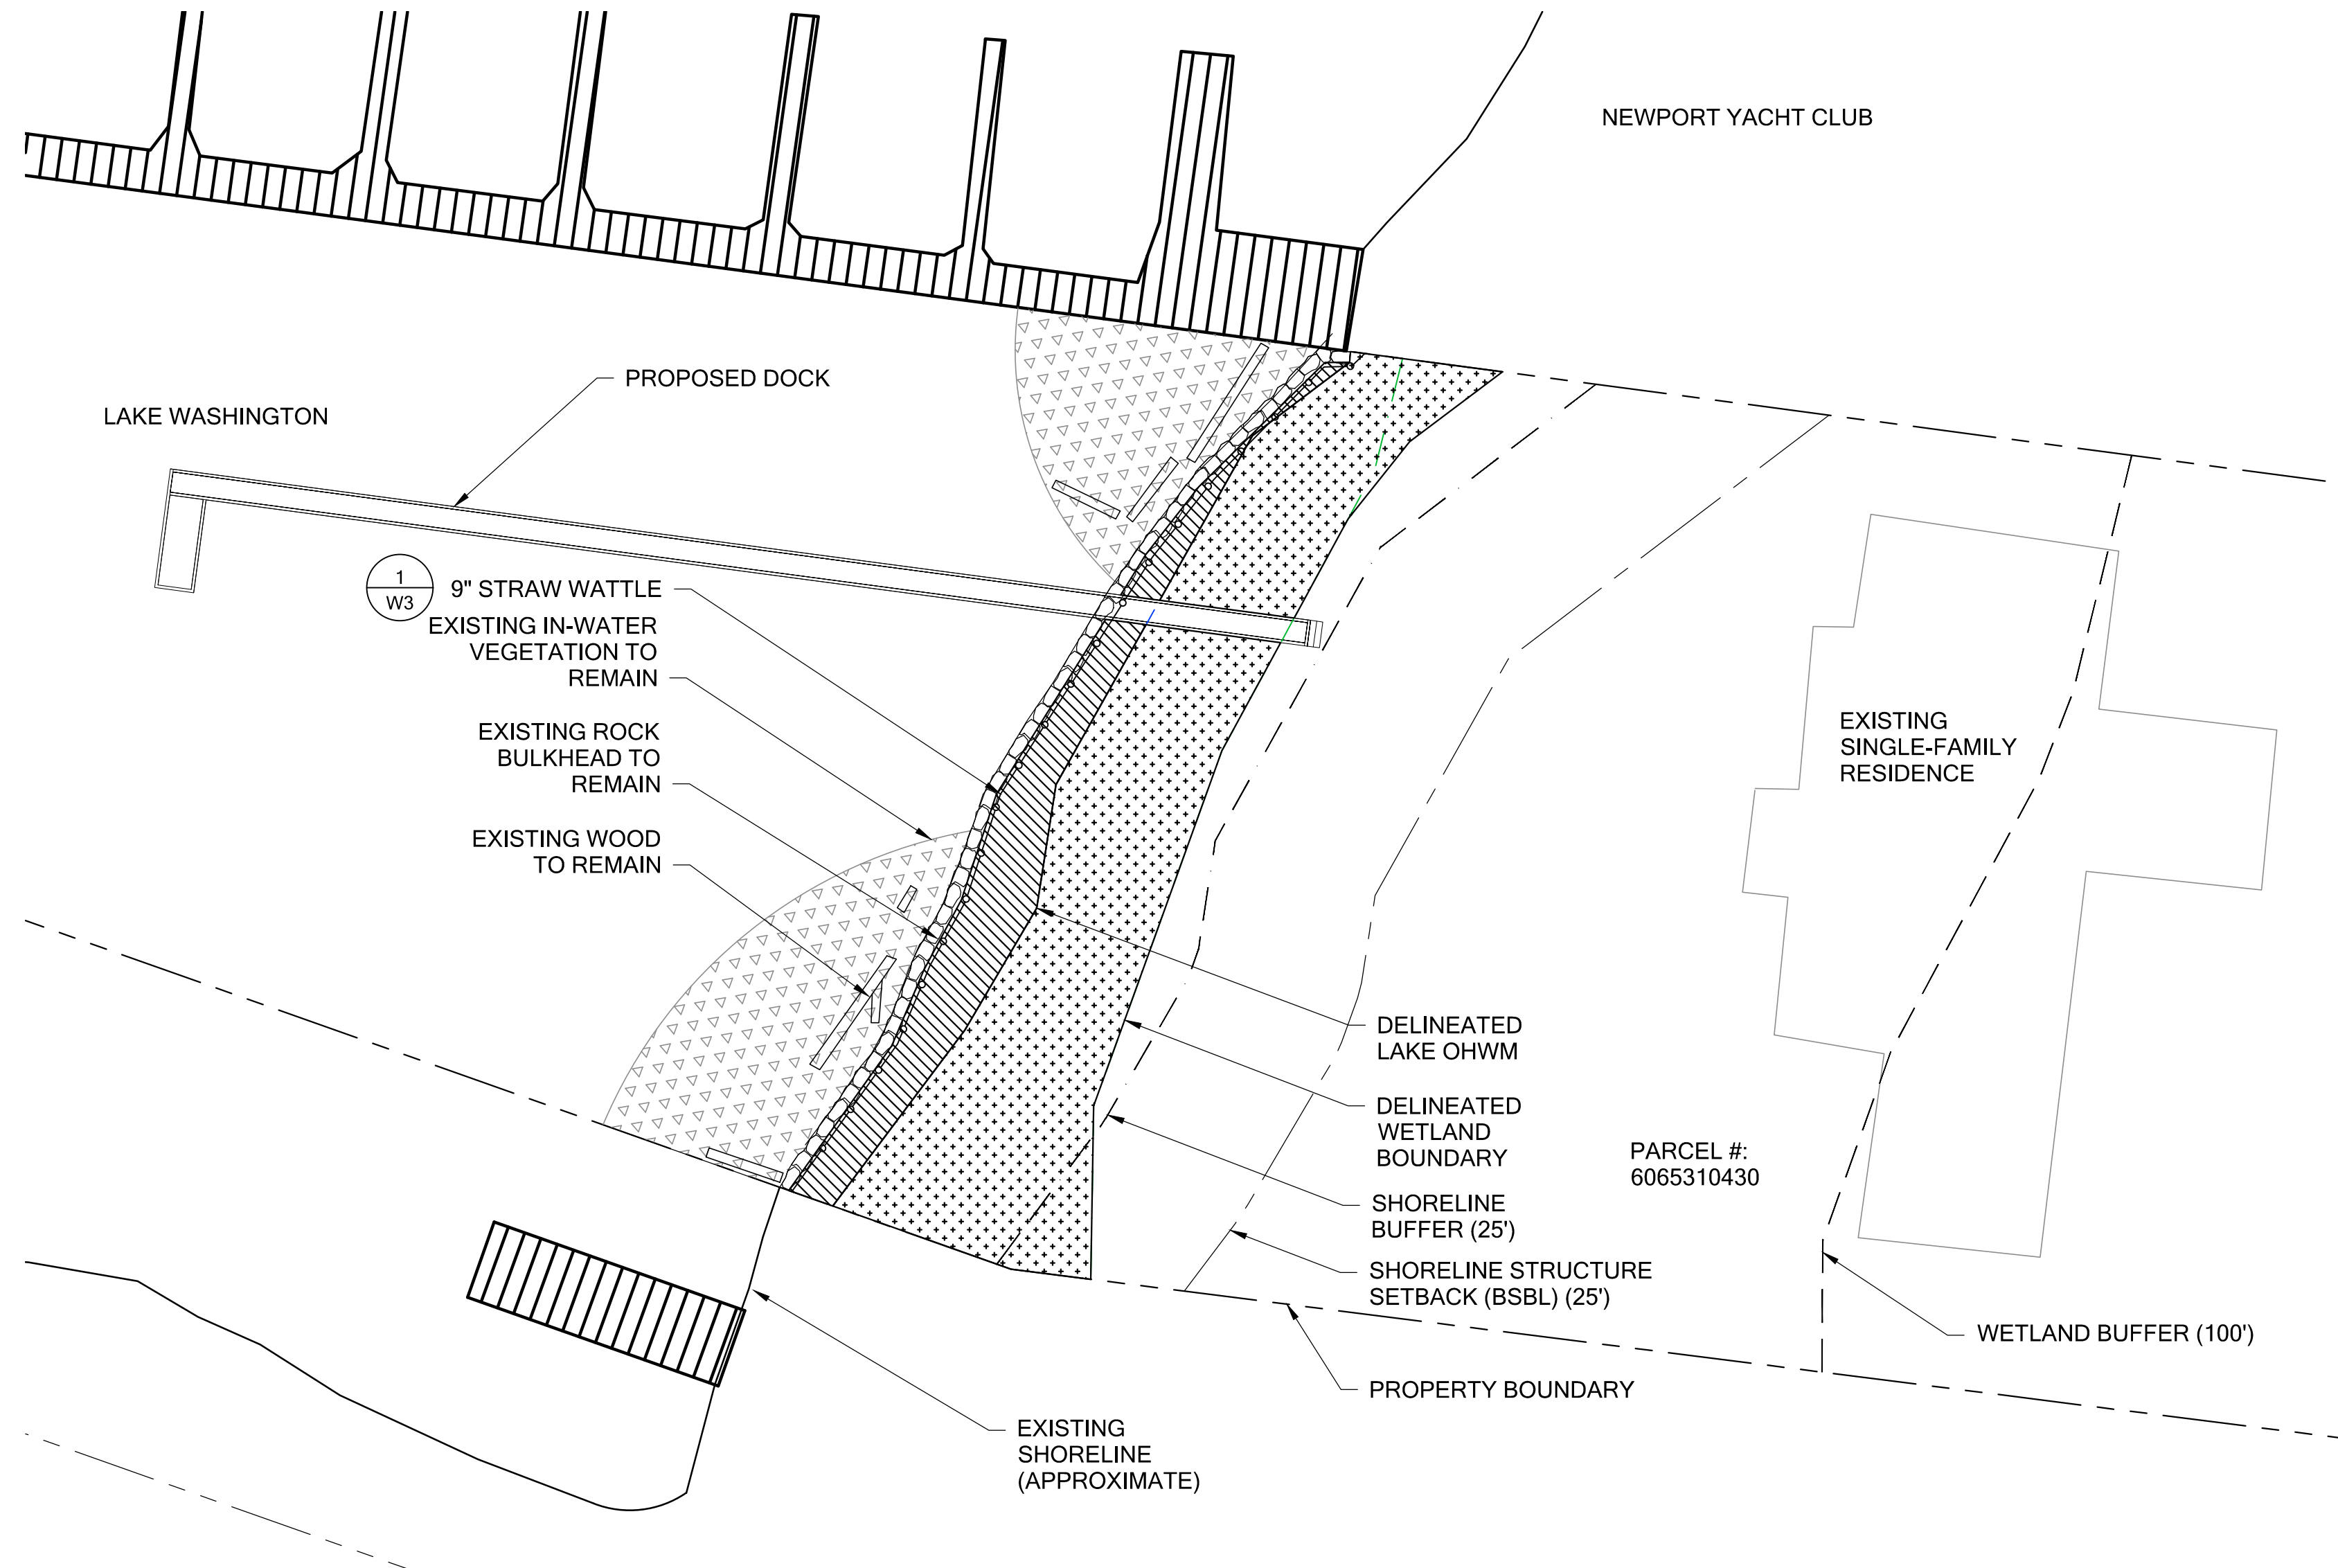 NEWPORT YACHT CLUB
PROPOSED DOCK
LAKE WASHINGTON
1
W3
9" STRAW WATTLE
EXISTING IN-WATER
VEGETATION TO
REMAIN
EXISTING ROCK
BULKHEAD TO
REMAIN
EXISTING WOOD
TO REMAIN
EXISTING
SINGLE-FAMILY
RESIDENCE
DELINEATED
LAKE OHWM
DELINEATED
WETLAND
BOUNDARY
PARCEL #:
6065310430
SHORELINE
BUFFER (25')
SHORELINE STRUCTURE
SETBACK (BSBL) (25')
WETLAND BUFFER (100')
PROPERTY BOUNDARY
EXISTING
SHORELINE
(APPROXIMATE)